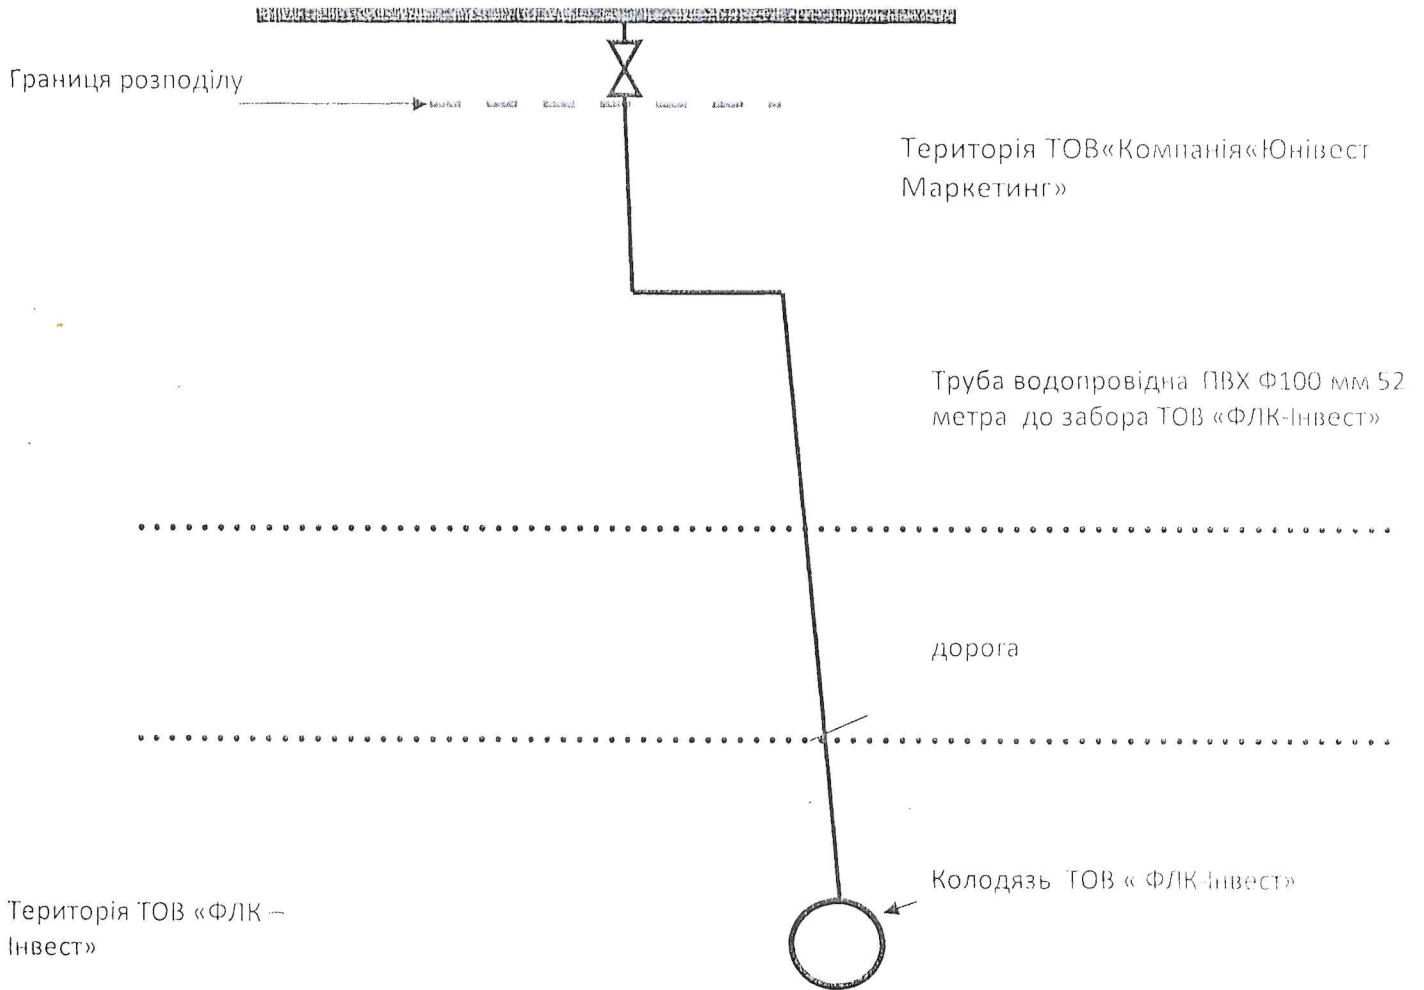 Границя розподілу
Територія ТОВ«Компанія«Юнівест
Маркетинг»
Труба водопровідна ПВХ Ф100 мм 52
метра до забора ТОВ «ФЛК-Інвест»
дорога
Колодязь ТОВ « ФЛК-Інвест»
Територія ТОВ «ФЛК –
Інвест»